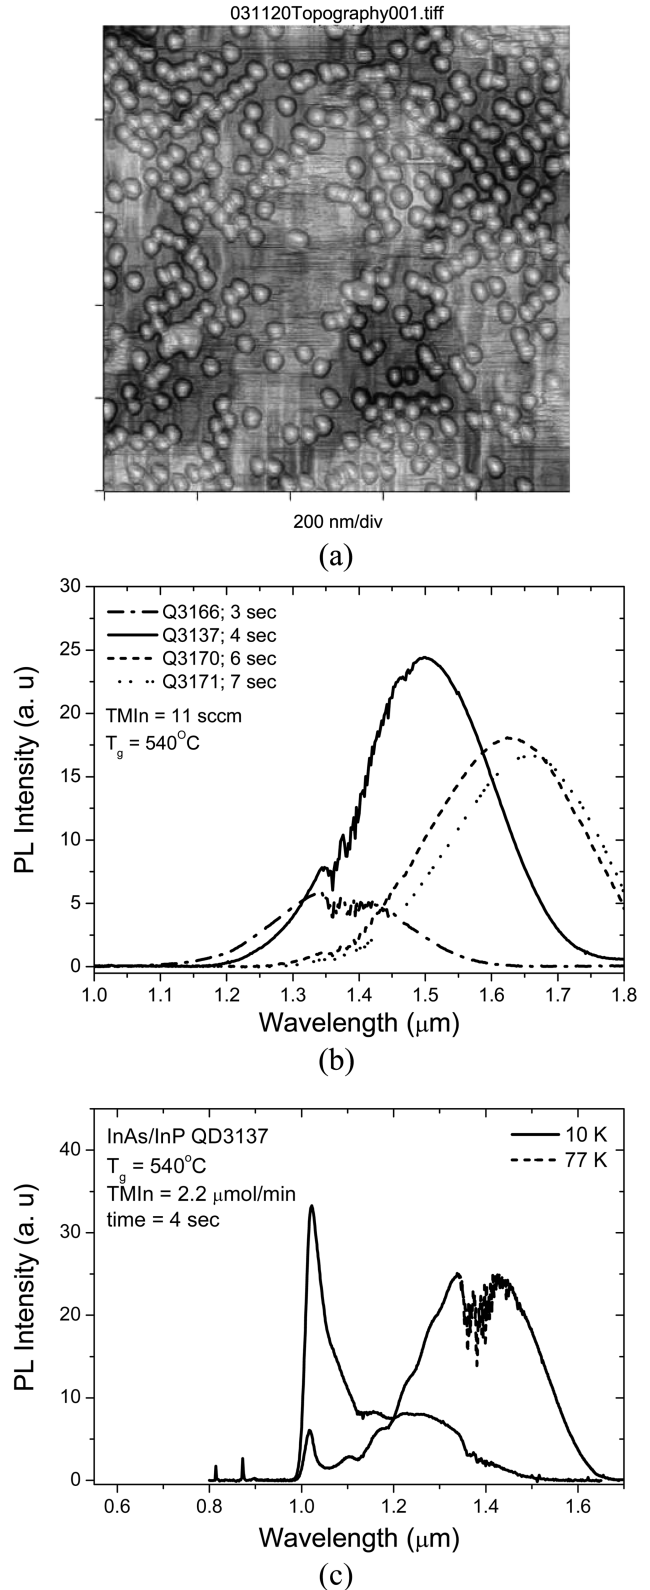 031120Topography001.tiff
200 nm/div
(a)
30
25
20
15
10
5
0
PL Intensity (a. u)
Q3166; 3 sec
Q3137; 4 sec
Q3170; 6 sec
Q3171; 7 sec
TMIn = 11 sccm
Tg = 540°C
1.0 1.1 1.2 1.3 1.4 1.5 1.6 1.7 1.8
Wavelength (μm)
(b)
40
30
20
10
0
PL Intensity (a. u)
InAs/InP QD3137
Tg = 540°C
TMIn = 2.2 μmol/min
time = 4 sec
10 K
77 K
0.6 0.8 1.0 1.2 1.4 1.6
Wavelength (μm)
(c)